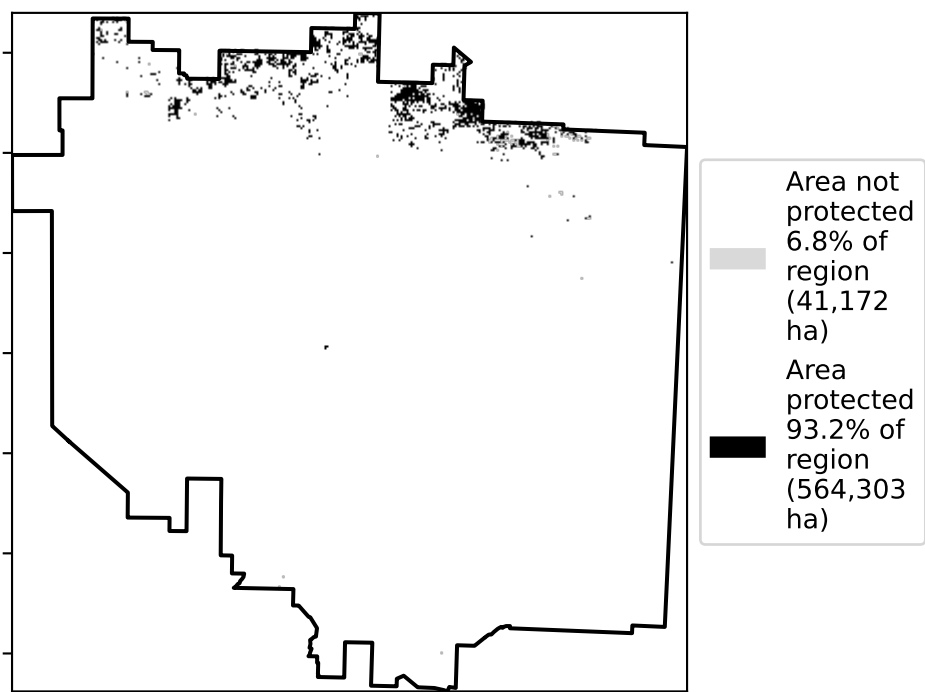 Area not
protected
6.8% of
region
(41,172
ha)
Area
protected
93.2% of
region
(564,303
ha)